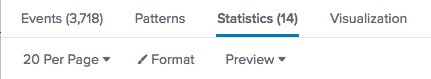 Events (3,718) Patterns Statistics (14) Visualization
20 Per Page Format Preview